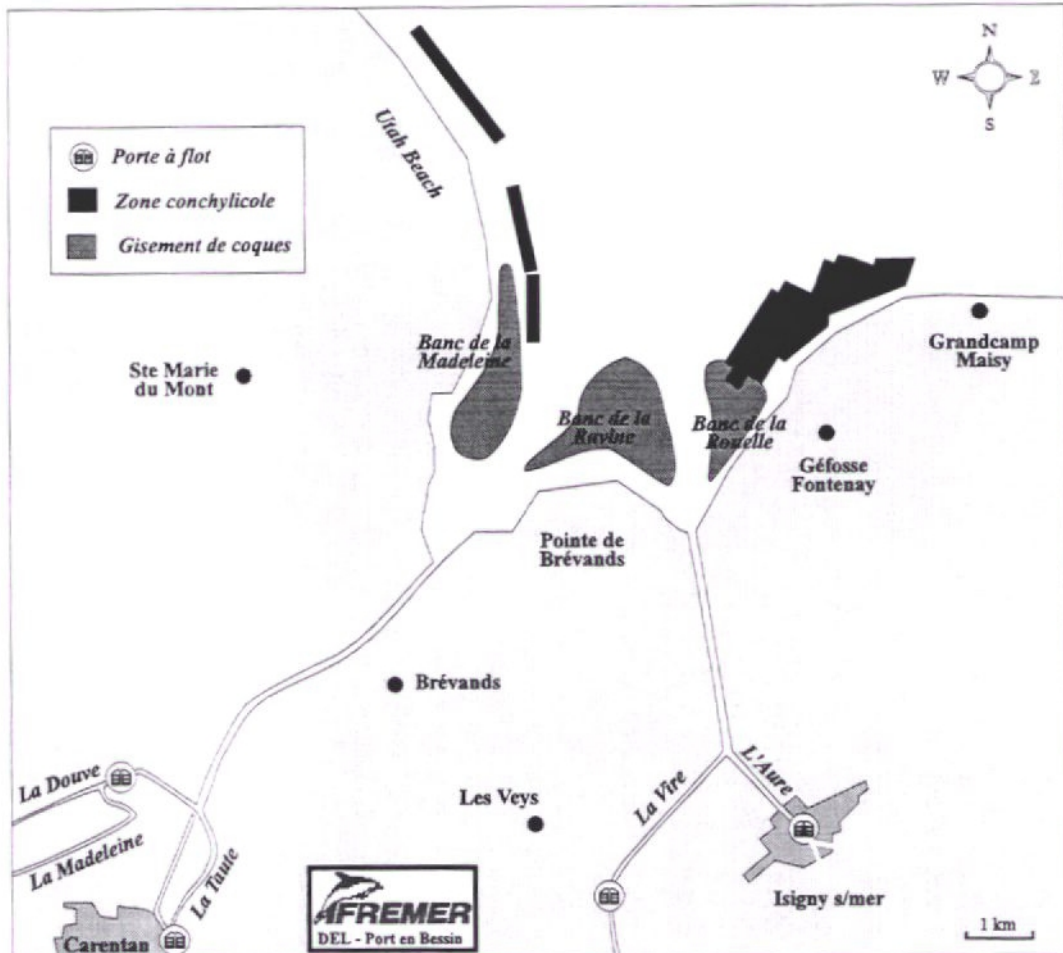 N
W
E
S
Utah Beach
Porte à flot
Zone conchylicole
Gisement de coques
Banc de la
Madeleine
Ste Marie
du Mont
Grandcamp
Maisy
Banc de la
Ravine
Banc de la
Rouelle
Géfosse
Fontenay
Pointe de
Brévands
Brévands
La Douve
Les Veys
La Vire
L'Aure
La Madeleine
La Taute
IFREMER
DEL - Port en Bessin
Isigny s/mer
Carentan
1 km